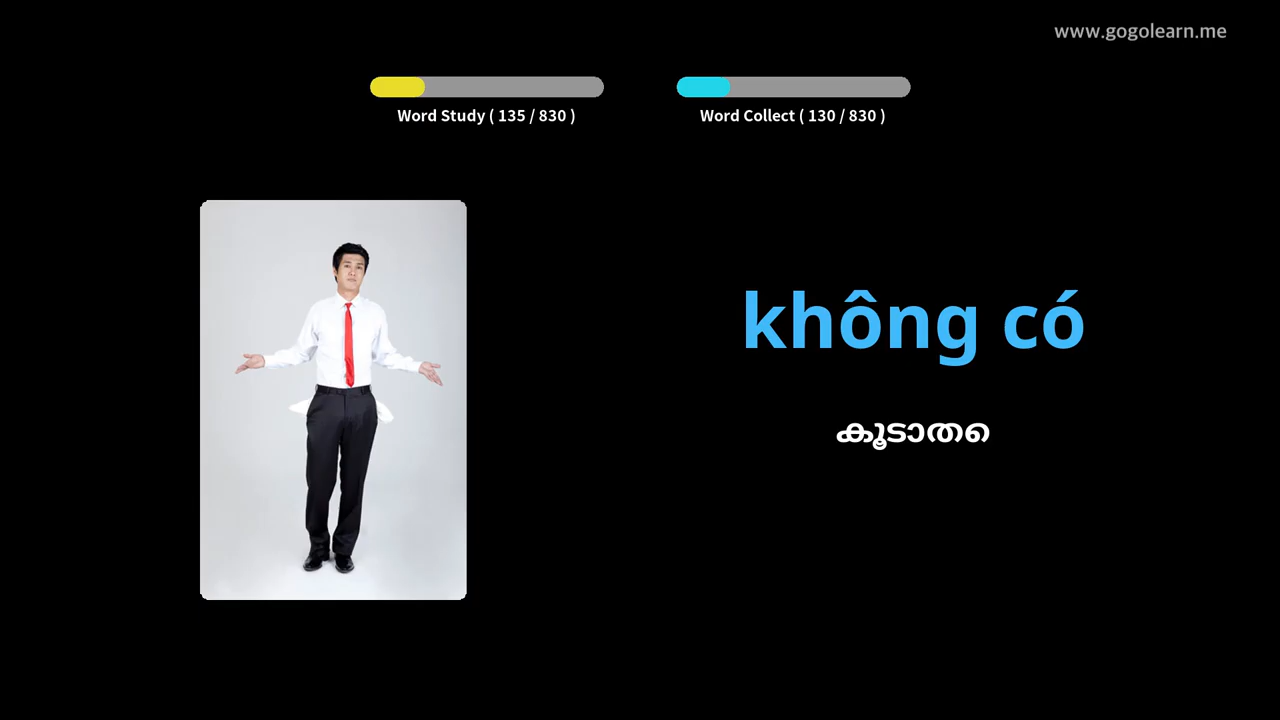 www.gogolearn.me
Word Study ( 135 / 830 )
Word Collect ( 130 / 830 )
không có
കൂടാതെ